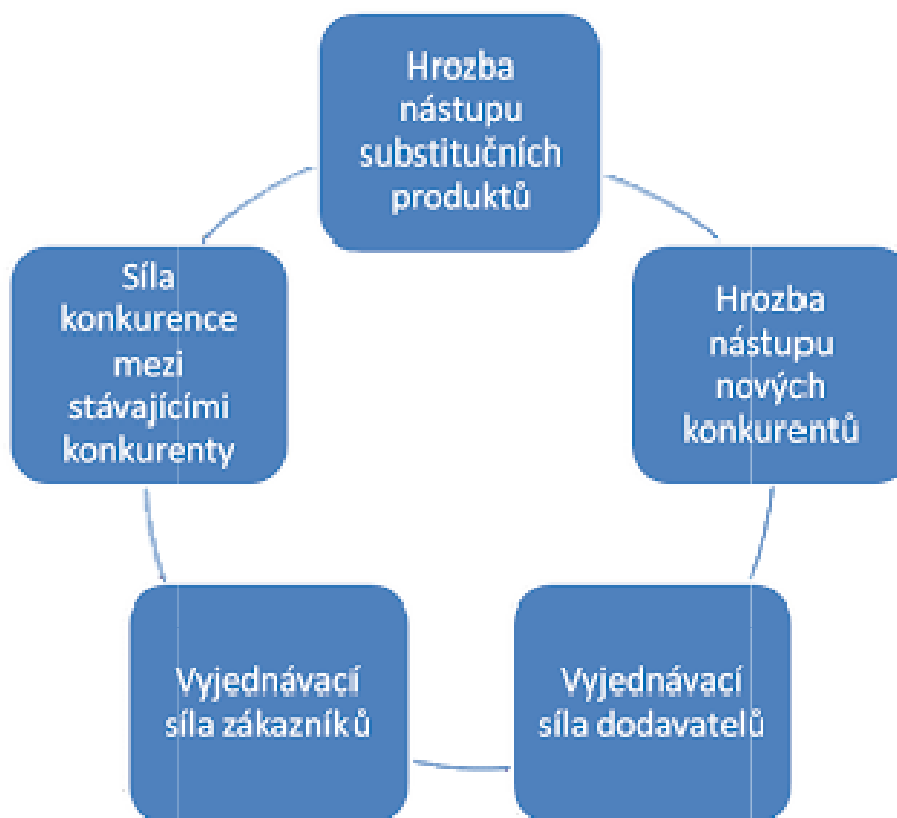 Hrozba
nástupu
substitučních
produktů
Síla
konkurence
mezi
stávajícími
konkurenty
Hrozba
nástupu
nových
konkurentů
Vyjednávací
síla zákazníků
Vyjednávací
síla dodavatelů